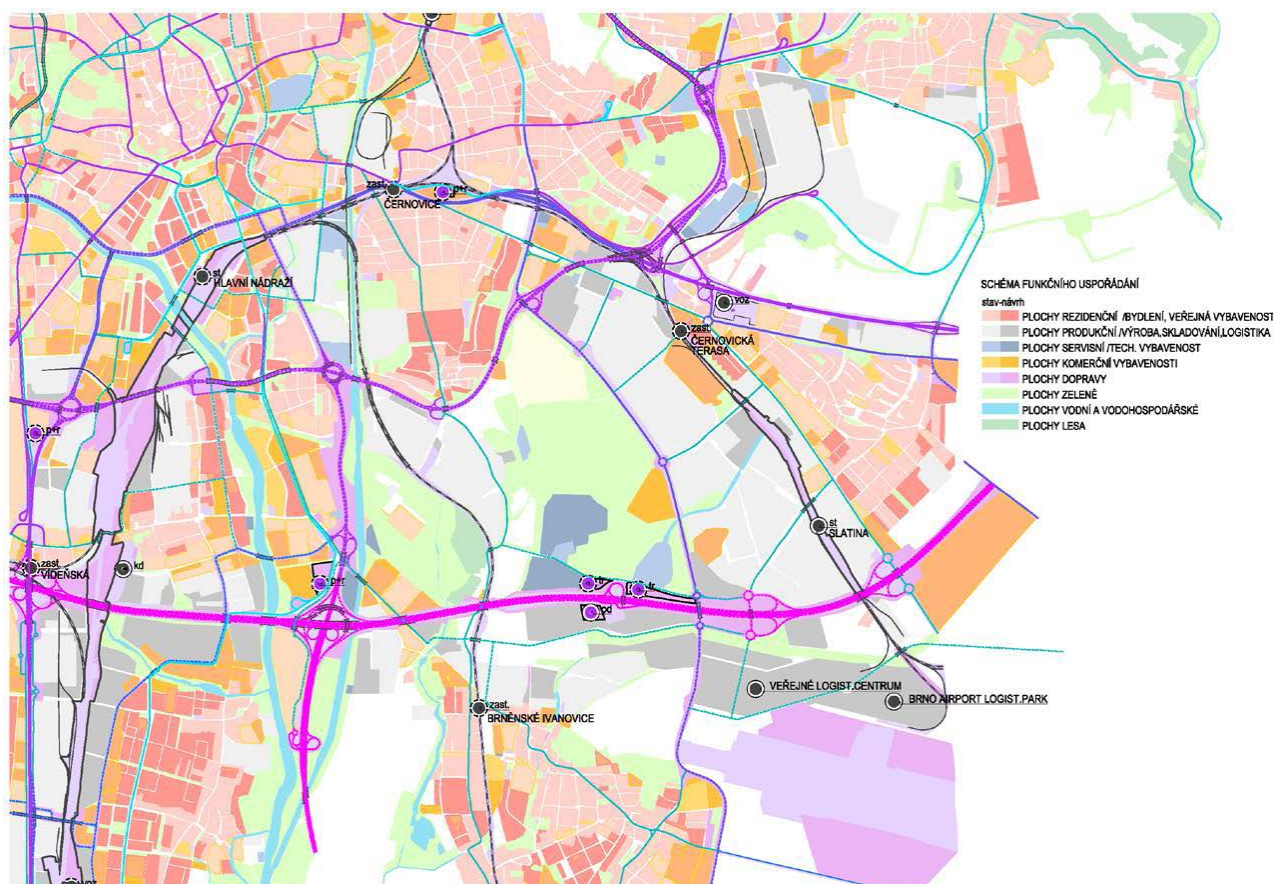 zast.
ČERNOVICE
p+r
st
HLAVNÍ NÁDRAŽÍ
voz
zast.
ČERNOVICKÁ
TERASA
SCHÉMA FUNKČNÍHO USPOŘÁDÁNÍ
stav-návrh
PLOCHY REZIDENČNÍ /BYDLENÍ, VEŘEJNÁ VYBAVENOST
PLOCHY PRODUKČNÍ /VÝROBA,SKLADOVÁNÍ,LOGISTIKA
PLOCHY SERVISNÍ /TECH. VYBAVENOST
PLOCHY KOMERČNÍ VYBAVENOSTI
PLOCHY DOPRAVY
PLOCHY ZELENĚ
PLOCHY VODNÍ A VODOHOSPODÁŘSKÉ
PLOCHY LESA
p+r
st
SLATINA
zast.
VÍDEŇSKÁ
kd
p+r
tr
tr
VEŘEJNÉ LOGIST.CENTRUM
BRNO AIRPORT LOGIST.PARK
zast.
BRNĚNSKÉ IVANOVICE